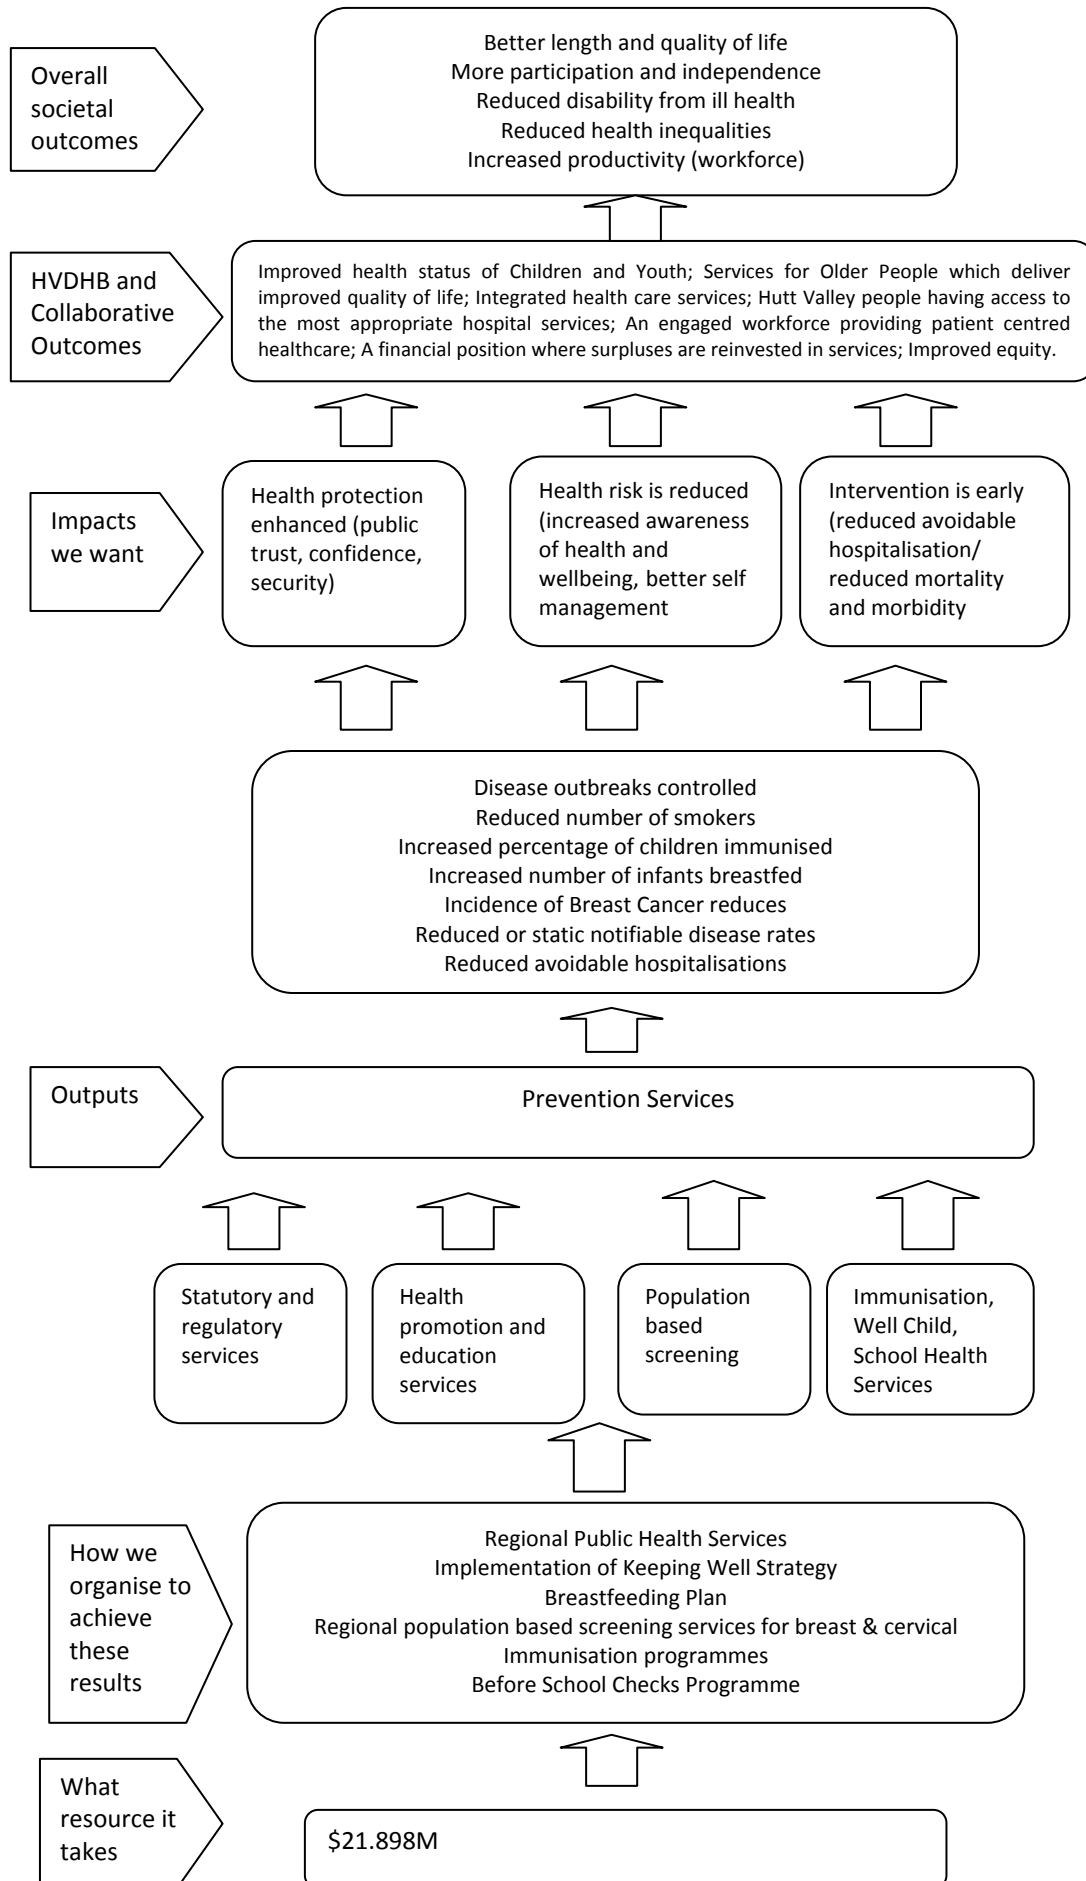 Overall
societal
outcomes
Better length and quality of life
More participation and independence
Reduced disability from ill health
Reduced health inequalities
Increased productivity (workforce)
HVDHB and
Collaborative
Outcomes
Improved health status of Children and Youth; Services for Older People which deliver
improved quality of life; Integrated health care services; Hutt Valley people having access to
the most appropriate hospital services; An engaged workforce providing patient centred
healthcare; A financial position where surpluses are reinvested in services; Improved equity.
Impacts
we want
Health protection
enhanced (public
trust, confidence,
security)
Health risk is reduced
(increased awareness
of health and
wellbeing, better self
management
Intervention is early
(reduced avoidable
hospitalisation/
reduced mortality
and morbidity
Disease outbreaks controlled
Reduced number of smokers
Increased percentage of children immunised
Increased number of infants breastfed
Incidence of Breast Cancer reduces
Reduced or static notifiable disease rates
Reduced avoidable hospitalisations
Outputs
Prevention Services
Statutory and
regulatory
services
Health
promotion and
education
services
Population
based
screening
Immunisation,
Well Child,
School Health
Services
How we
organise to
achieve
these
results
Regional Public Health Services
Implementation of Keeping Well Strategy
Breastfeeding Plan
Regional population based screening services for breast & cervical
Immunisation programmes
Before School Checks Programme
What
resource it
takes
$21.898M